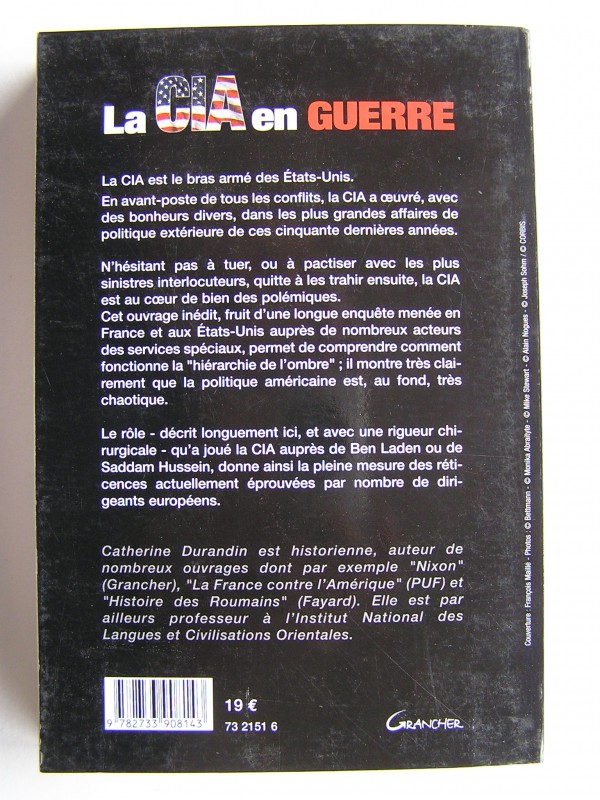 La CIA en GUERRE
La CIA est le bras armé des États-Unis.
En avant-poste de tous les conflits, la CIA a œuvré, avec
des bonheurs divers, dans les plus grandes affaires de
politique extérieure de ces cinquante dernières années.
N'hésitant pas à tuer, ou à pactiser avec les plus
sinistres interlocuteurs, quitte à les trahir ensuite, la CIA
est au cœur de bien des polémiques.
Cet ouvrage inédit, fruit d'une longue enquête menée en
France et aux États-Unis auprès de nombreux acteurs
des services spéciaux, permet de comprendre comment
fonctionne la "hiérarchie de l'ombre" ; il montre très clai-
rement que la politique américaine est, au fond, très
chaotique.
Le rôle - décrit longuement ici, et avec une rigueur chi-
rurgicale - qu'a joué la CIA auprès de Ben Laden ou de
Saddam Hussein, donne ainsi la pleine mesure des réti-
cences actuellement éprouvées par nombre de diri-
geants européens.
Catherine Durandin est historienne, auteur de
nombreux ouvrages dont par exemple "Nixon"
(Grancher), "La France contre l'Amérique" (PUF) et
"Histoire des Roumains" (Fayard). Elle est par
ailleurs professeur à l'Institut National des
Langues et Civilisations Orientales.
9 782733 908143
19 €
73 2151 6
GRANCHER
Couverture : François Maillé - Photos : © Bettmann - © Monika Abraityte - © Mike Stewart - © Alain Nogues - © Joseph Sohm / © CORBIS